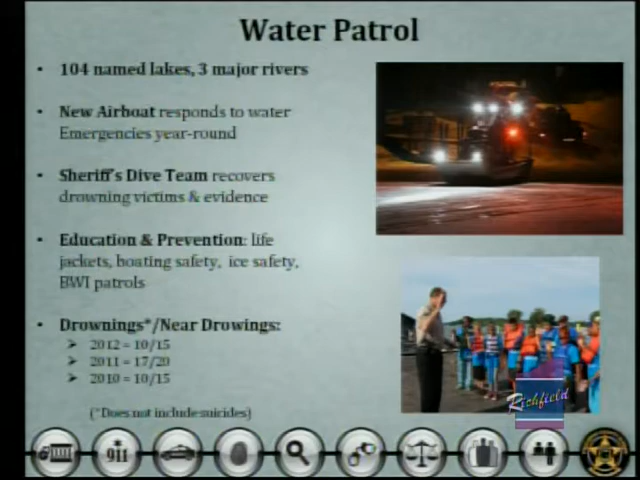 Water Patrol
• 104 named lakes, 3 major rivers
• New Airboat responds to water
Emergencies year-round
• Sheriff's Dive Team recovers
drowning victims & evidence
• Education & Prevention: life
jackets, boating safety, ice safety,
BWI patrols
• Drownings*/Near Drowings:
➤ 2012 = 10/15
➤ 2011 = 17/20
➤ 2010 = 10/15
(*Does not include suicides)
Richfield
911